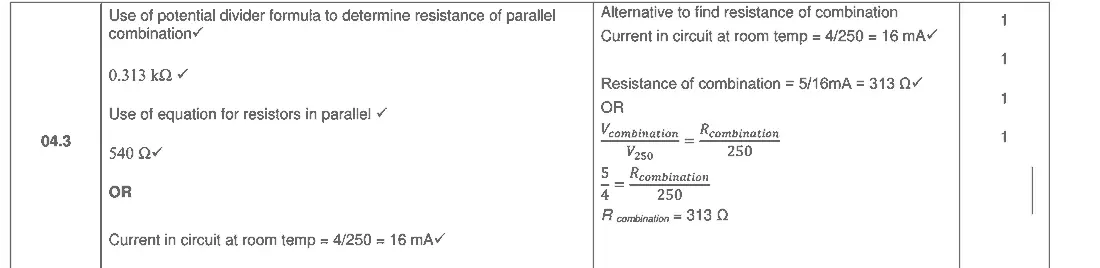 04.3
Use of potential divider formula to determine resistance of parallel
combination✓
0.313 kΩ ✓
Use of equation for resistors in parallel ✓
540 Ω✓
OR
Current in circuit at room temp = 4/250 = 16 mA✓
Alternative to find resistance of combination
Current in circuit at room temp = 4/250 = 16 mA✓
Resistance of combination = 5/16mA = 313 Ω✓
OR
V_combination / V_250 = R_combination / 250
5/4 = R_combination / 250
R combination = 313 Ω
1
1
1
1